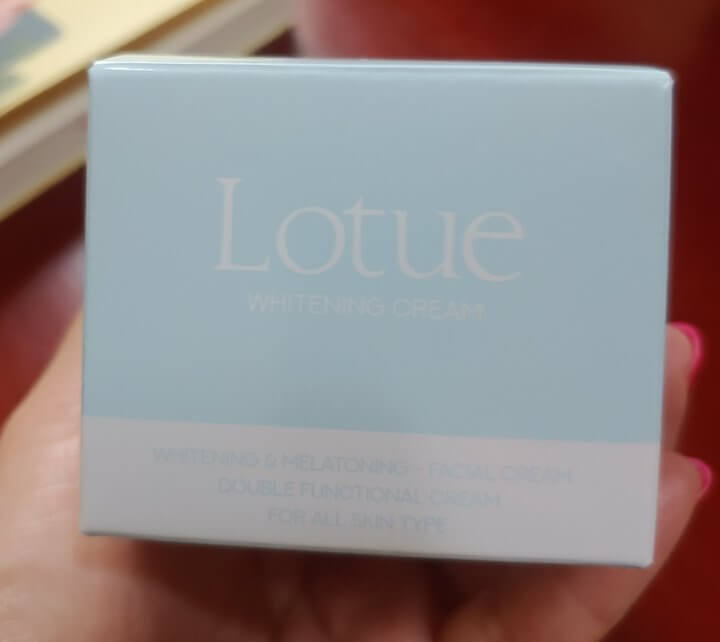 Lotue
WHITENING CREAM
WHITENING & MELATONING - FACIAL CREAM
DOUBLE FUNCTIONAL CREAM
FOR ALL SKIN TYPE